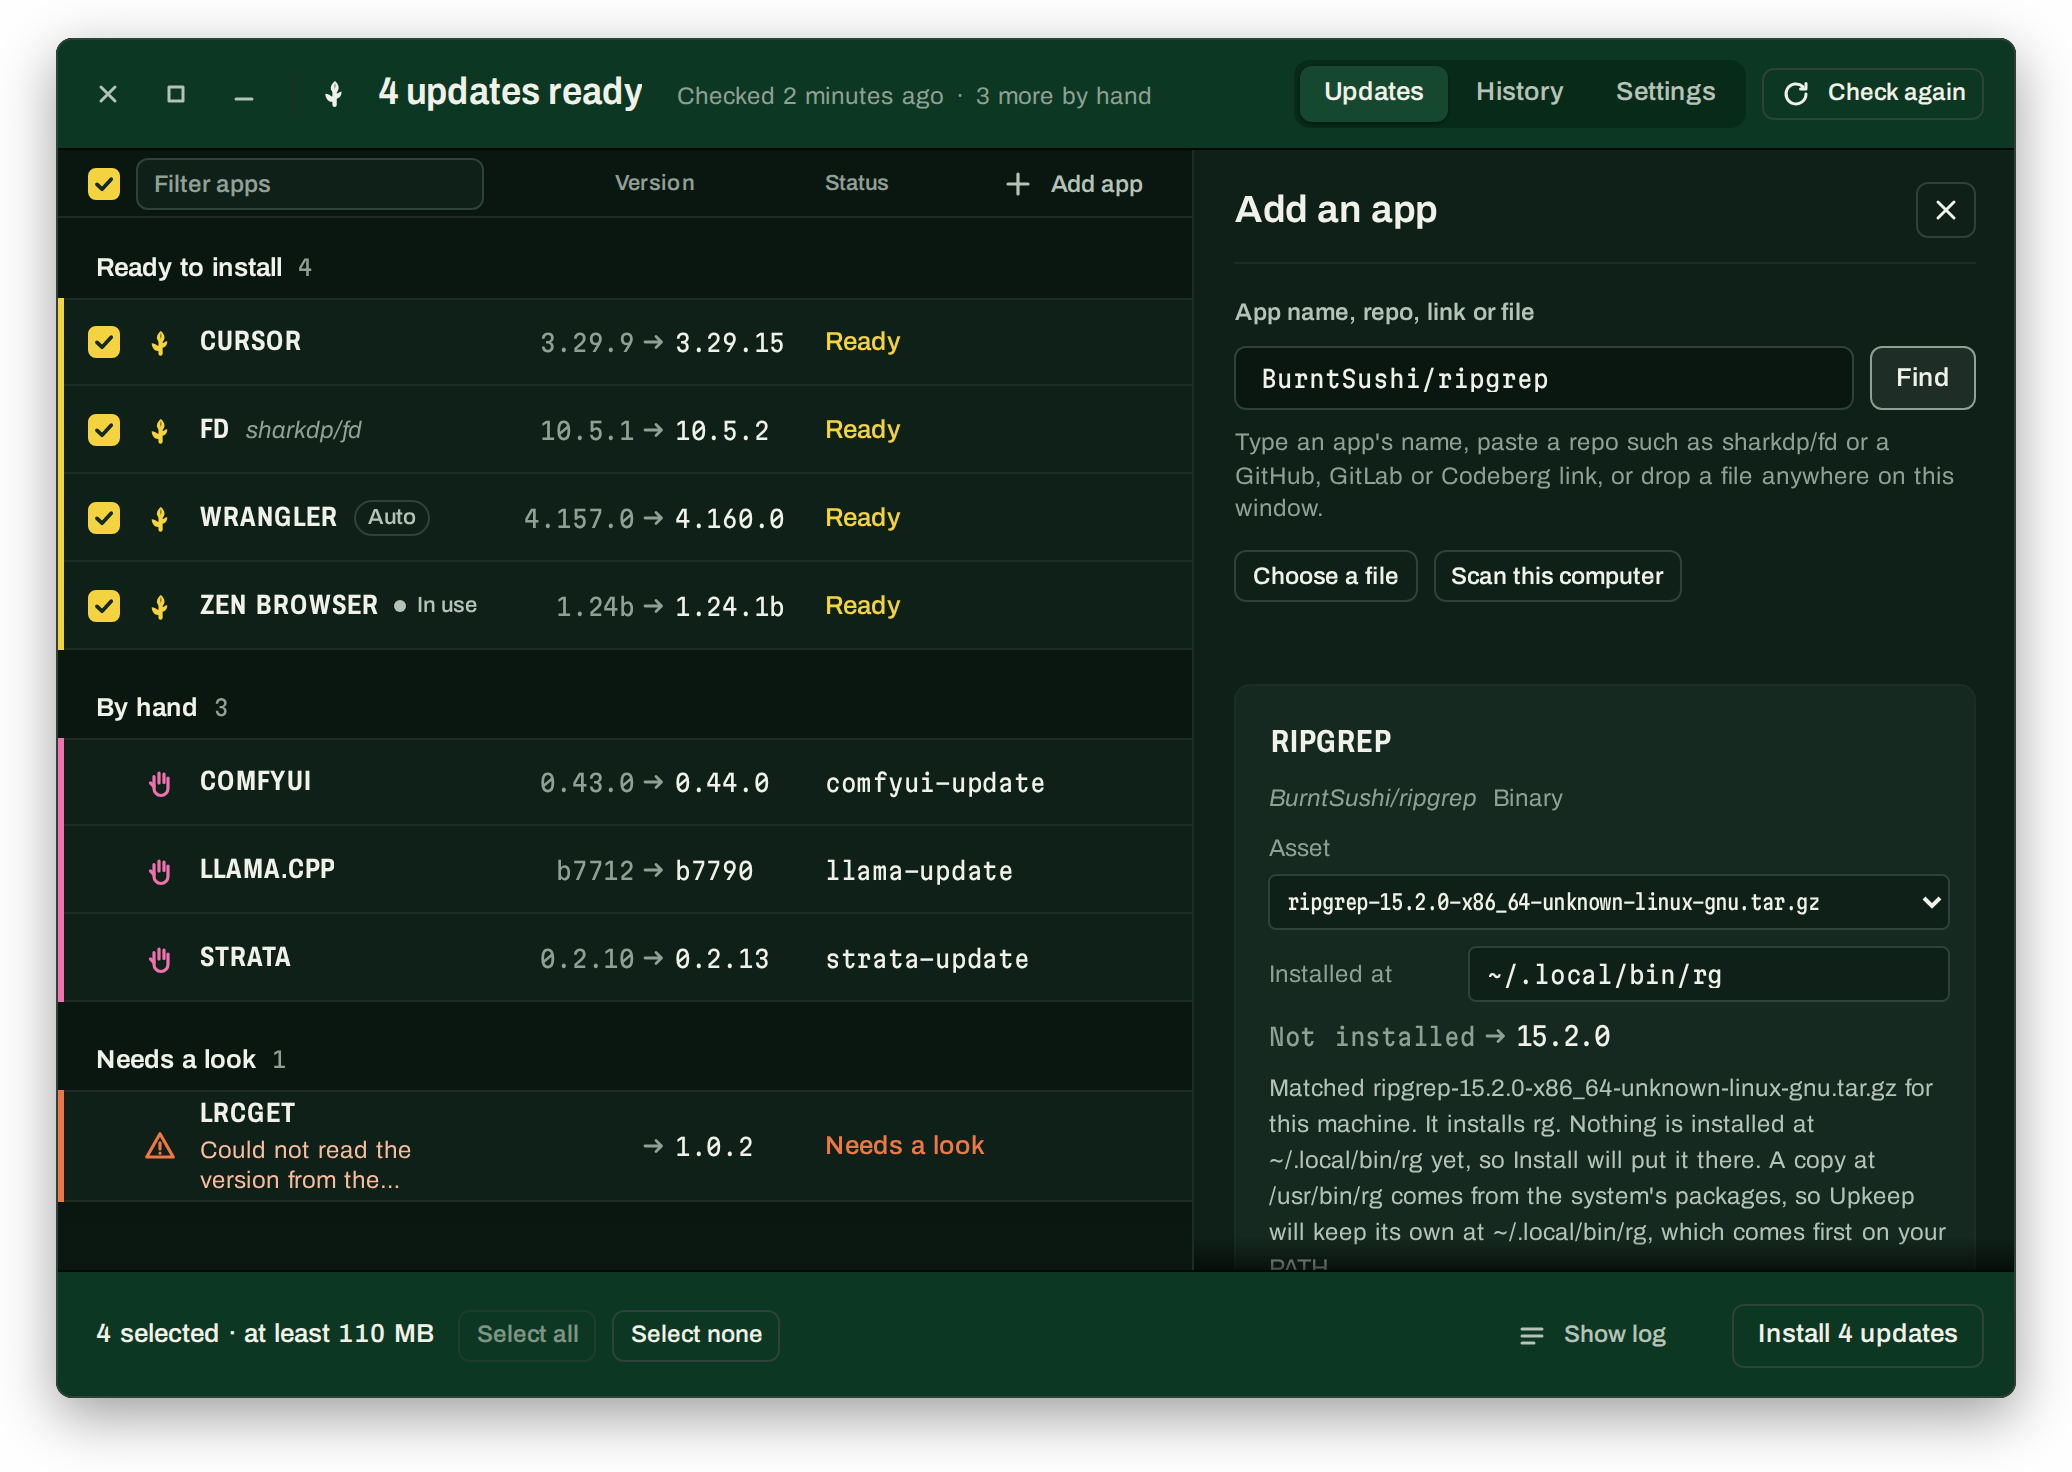 4 updates ready
Checked 2 minutes ago · 3 more by hand
Updates
History
Settings
Check again
Filter apps
Version
Status
Add app
Ready to install 4
CURSOR 3.29.9 → 3.29.15 Ready
FD sharkdp/fd 10.5.1 → 10.5.2 Ready
WRANGLER Auto 4.157.0 → 4.160.0 Ready
ZEN BROWSER In use 1.24b → 1.24.1b Ready
By hand 3
COMFYUI 0.43.0 → 0.44.0 comfyui-update
LLAMA.CPP b7712 → b7790 llama-update
STRATA 0.2.10 → 0.2.13 strata-update
Needs a look 1
LRCGET
Could not read the
version from the...
→ 1.0.2 Needs a look
Add an app
App name, repo, link or file
BurntSushi/ripgrep
Find
Type an app's name, paste a repo such as sharkdp/fd or a
GitHub, GitLab or Codeberg link, or drop a file anywhere on this
window.
Choose a file
Scan this computer
RIPGREP
BurntSushi/ripgrep Binary
Asset
ripgrep-15.2.0-x86_64-unknown-linux-gnu.tar.gz
Installed at ~/.local/bin/rg
Not installed → 15.2.0
Matched ripgrep-15.2.0-x86_64-unknown-linux-gnu.tar.gz for
this machine. It installs rg. Nothing is installed at
~/.local/bin/rg yet, so Install will put it there. A copy at
/usr/bin/rg comes from the system's packages, so Upkeep
will keep its own at ~/.local/bin/rg, which comes first on your
PATH
4 selected · at least 110 MB
Select all
Select none
Show log
Install 4 updates